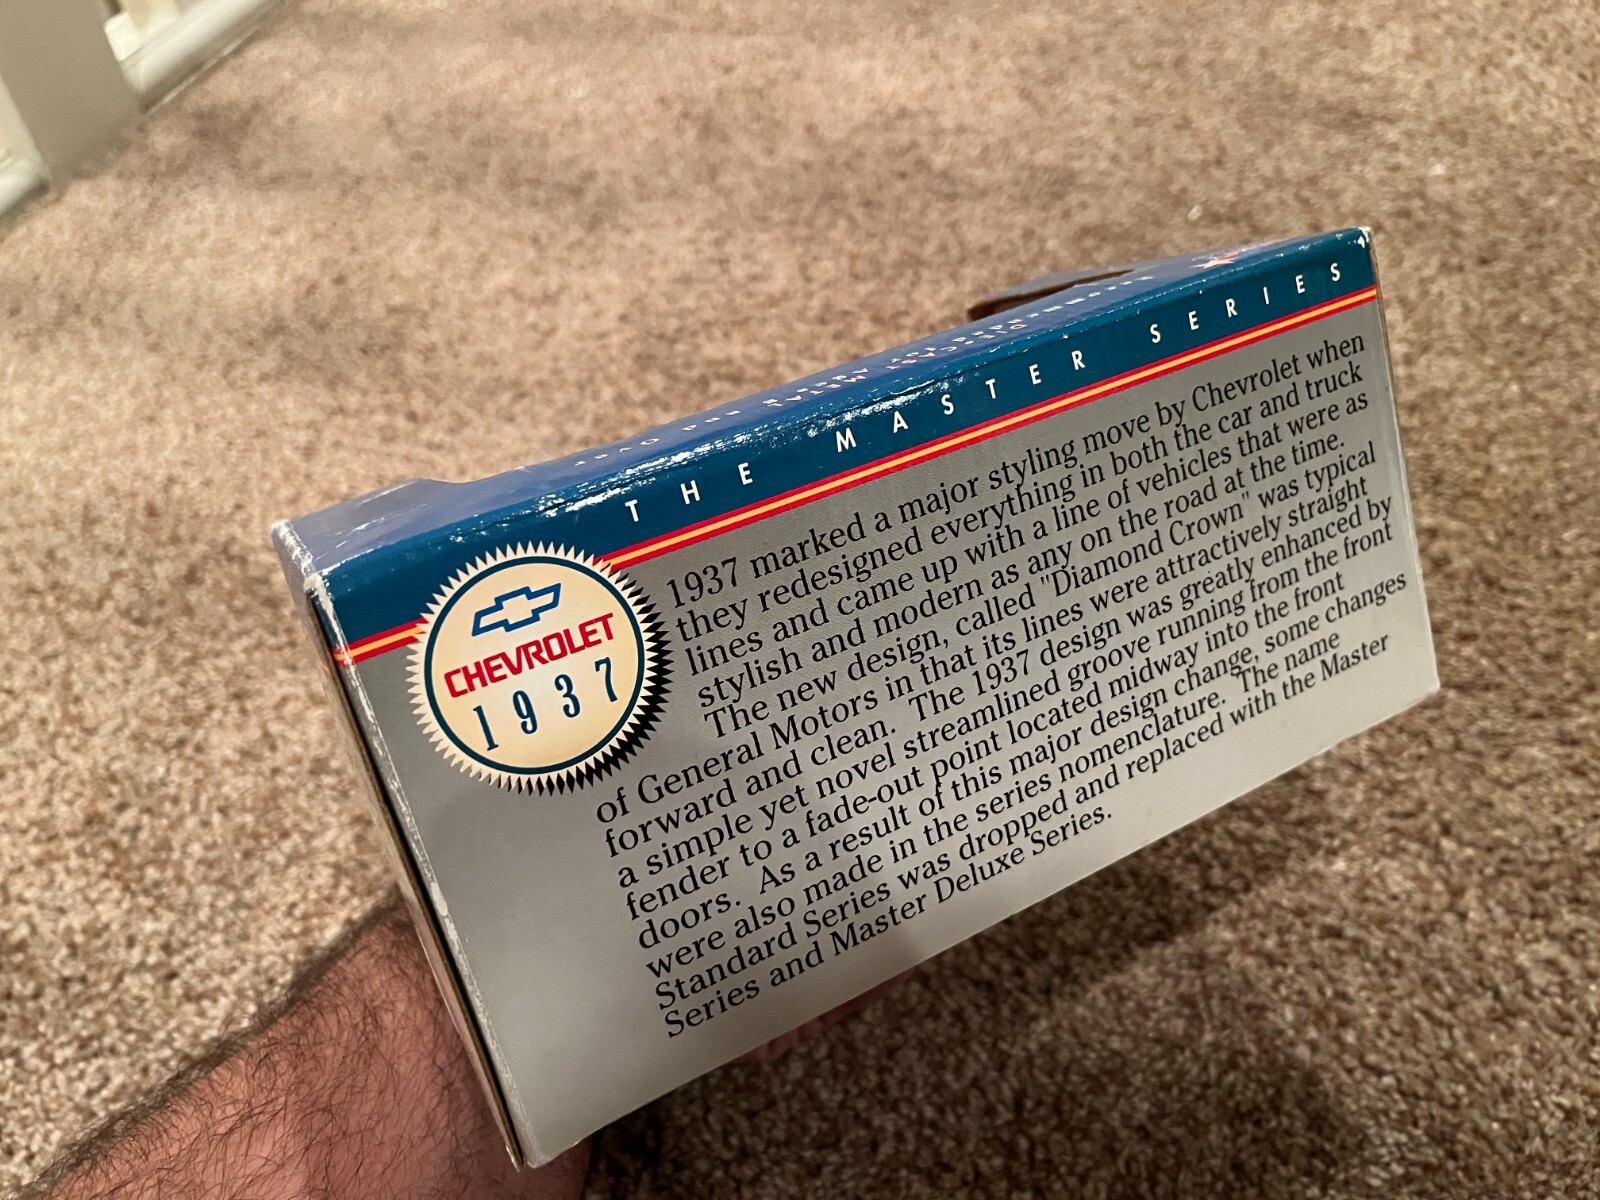 DIE-CAST METAL
THE MASTER SERIES
CHEVROLET
1937
1937 marked a major styling move by Chevrolet when
they redesigned everything in both the car and truck
lines and came up with a line of vehicles that were as
stylish and modern as any on the road at the time.
The new design, called "Diamond Crown" was typical
of General Motors in that its lines were attractively straight
forward and clean. The 1937 design was greatly enhanced by
a simple yet novel streamlined groove running from the front
fender to a fade-out point located midway into the front
doors. As a result of this major design change, some changes
were also made in the series nomenclature. The name
Standard Series was dropped and replaced with the Master
Series and Master Deluxe Series.